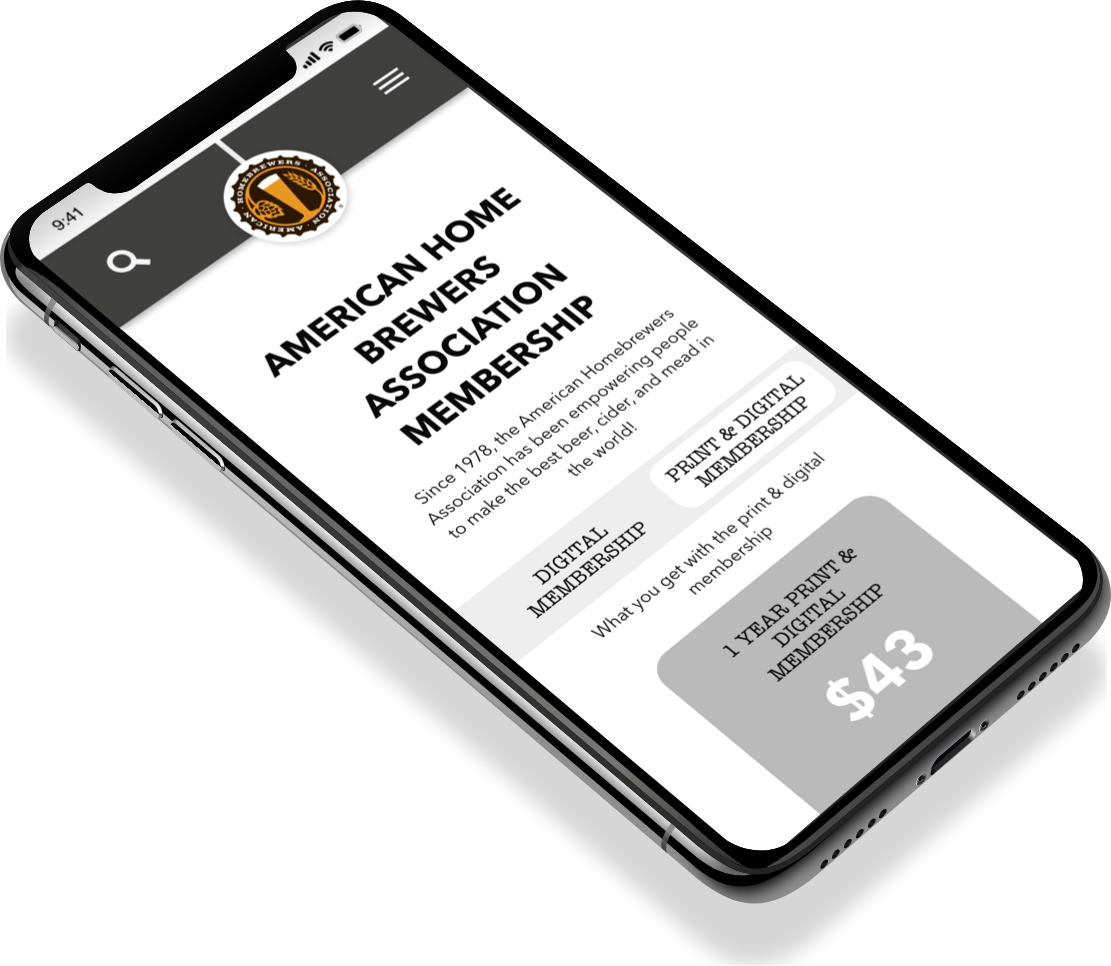 9:41
HOMEBREWERS · ASSOCIATION · AMERICAN ·
AMERICAN HOME
BREWERS
ASSOCIATION
MEMBERSHIP
Since 1978, the American Homebrewers
Association has been empowering people
to make the best beer, cider, and mead in
the world!
DIGITAL
MEMBERSHIP
PRINT & DIGITAL
MEMBERSHIP
What you get with the print & digital
membership
1 YEAR PRINT &
DIGITAL
MEMBERSHIP
$43